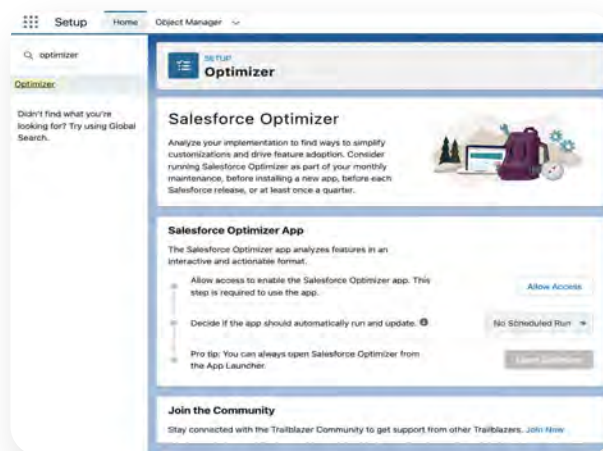 Setup
Home
Object Manager
optimizer
Optimizer
Didn't find what you're
looking for? Try using Global
Search.
SETUP
Optimizer
Salesforce Optimizer
Analyze your implementation to find ways to simplify
customizations and drive feature adoption. Consider
running Salesforce Optimizer as part of your monthly
maintenance, before installing a new app, before each
Salesforce release, or at least once a quarter.
Salesforce Optimizer App
The Salesforce Optimizer app analyzes features in an
interactive and actionable format.
Allow access to enable the Salesforce Optimizer app. This
step is required to use the app.
Allow Access
Decide if the app should automatically run and update.
No Scheduled Run
Pro tip: You can always open Salesforce Optimizer from
the App Launcher.
Join the Community
Stay connected with the Trailblazer Community to get support from other Trailblazers. Join Now